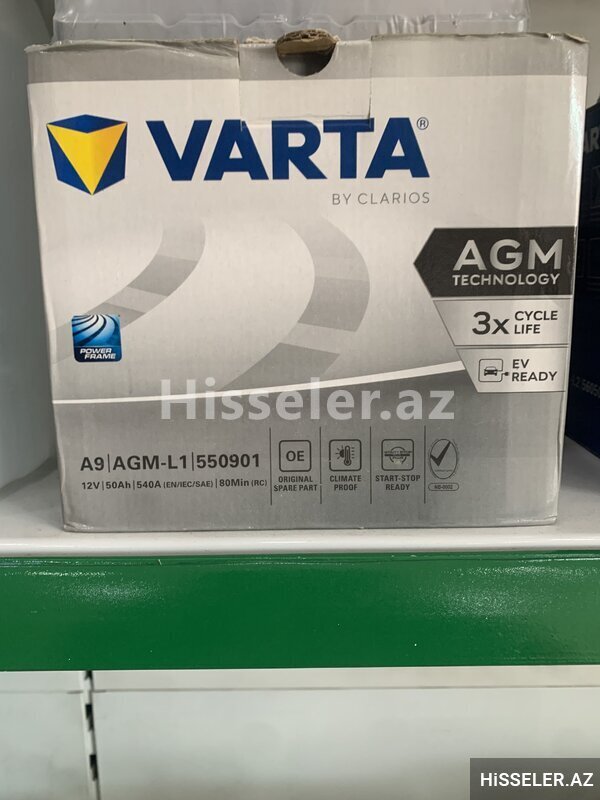 VARTA®
BY CLARIOS
AGM
TECHNOLOGY
3x CYCLE LIFE
EV READY
POWER FRAME
Hisseler.az
A9|AGM-L1|550901
12V|50Ah|540A (EN/IEC/SAE)|80Min (RC)
OE
ORIGINAL SPARE PART
CLIMATE PROOF
START-STOP READY
HiSSELER.AZ